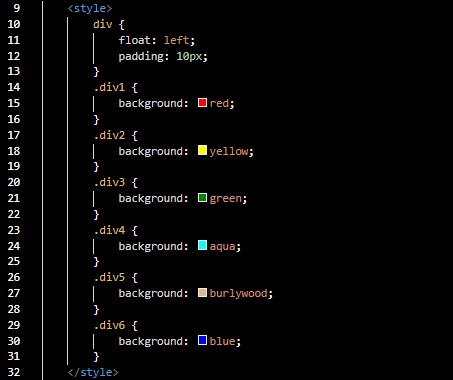 9 <style>
10 div {
11 float: left;
12 padding: 10px;
13 }
14 .div1 {
15 background: red;
16 }
17 .div2 {
18 background: yellow;
19 }
20 .div3 {
21 background: green;
22 }
23 .div4 {
24 background: aqua;
25 }
26 .div5 {
27 background: burlywood;
28 }
29 .div6 {
30 background: blue;
31 }
32 </style>